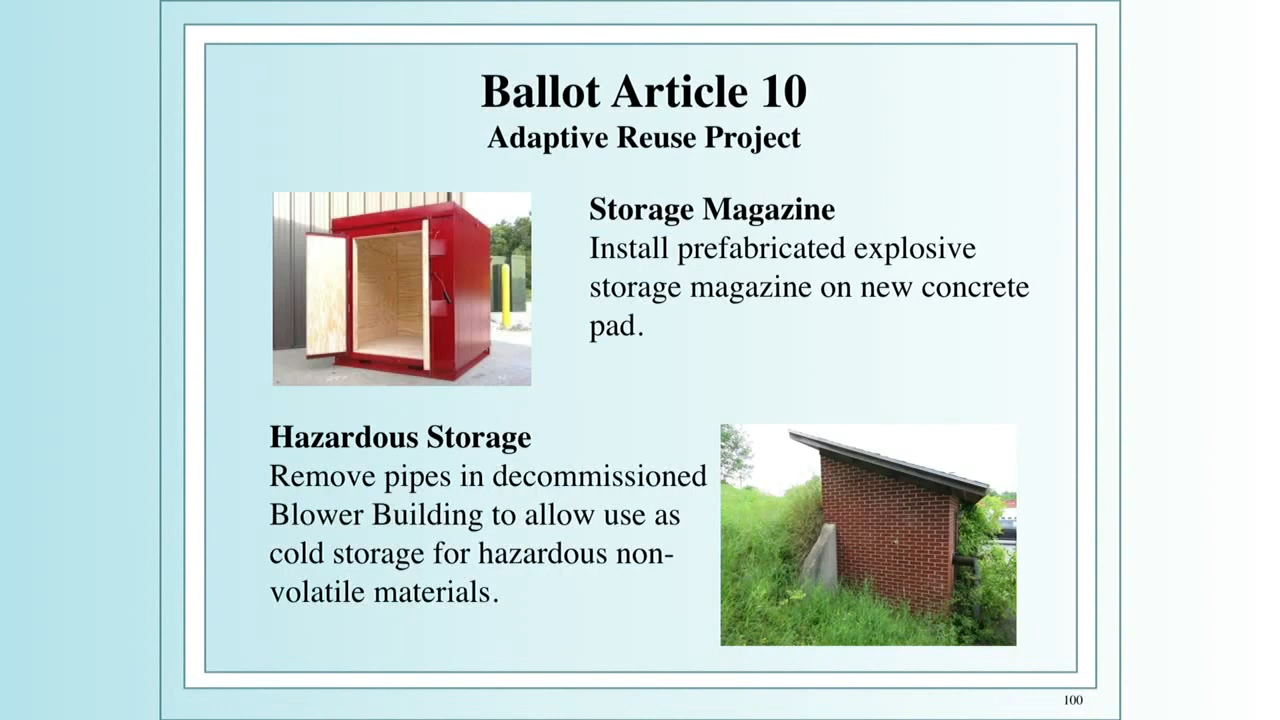 Ballot Article 10
Adaptive Reuse Project
Storage Magazine
Install prefabricated explosive
storage magazine on new concrete
pad.
Hazardous Storage
Remove pipes in decommissioned
Blower Building to allow use as
cold storage for hazardous non-
volatile materials.
100